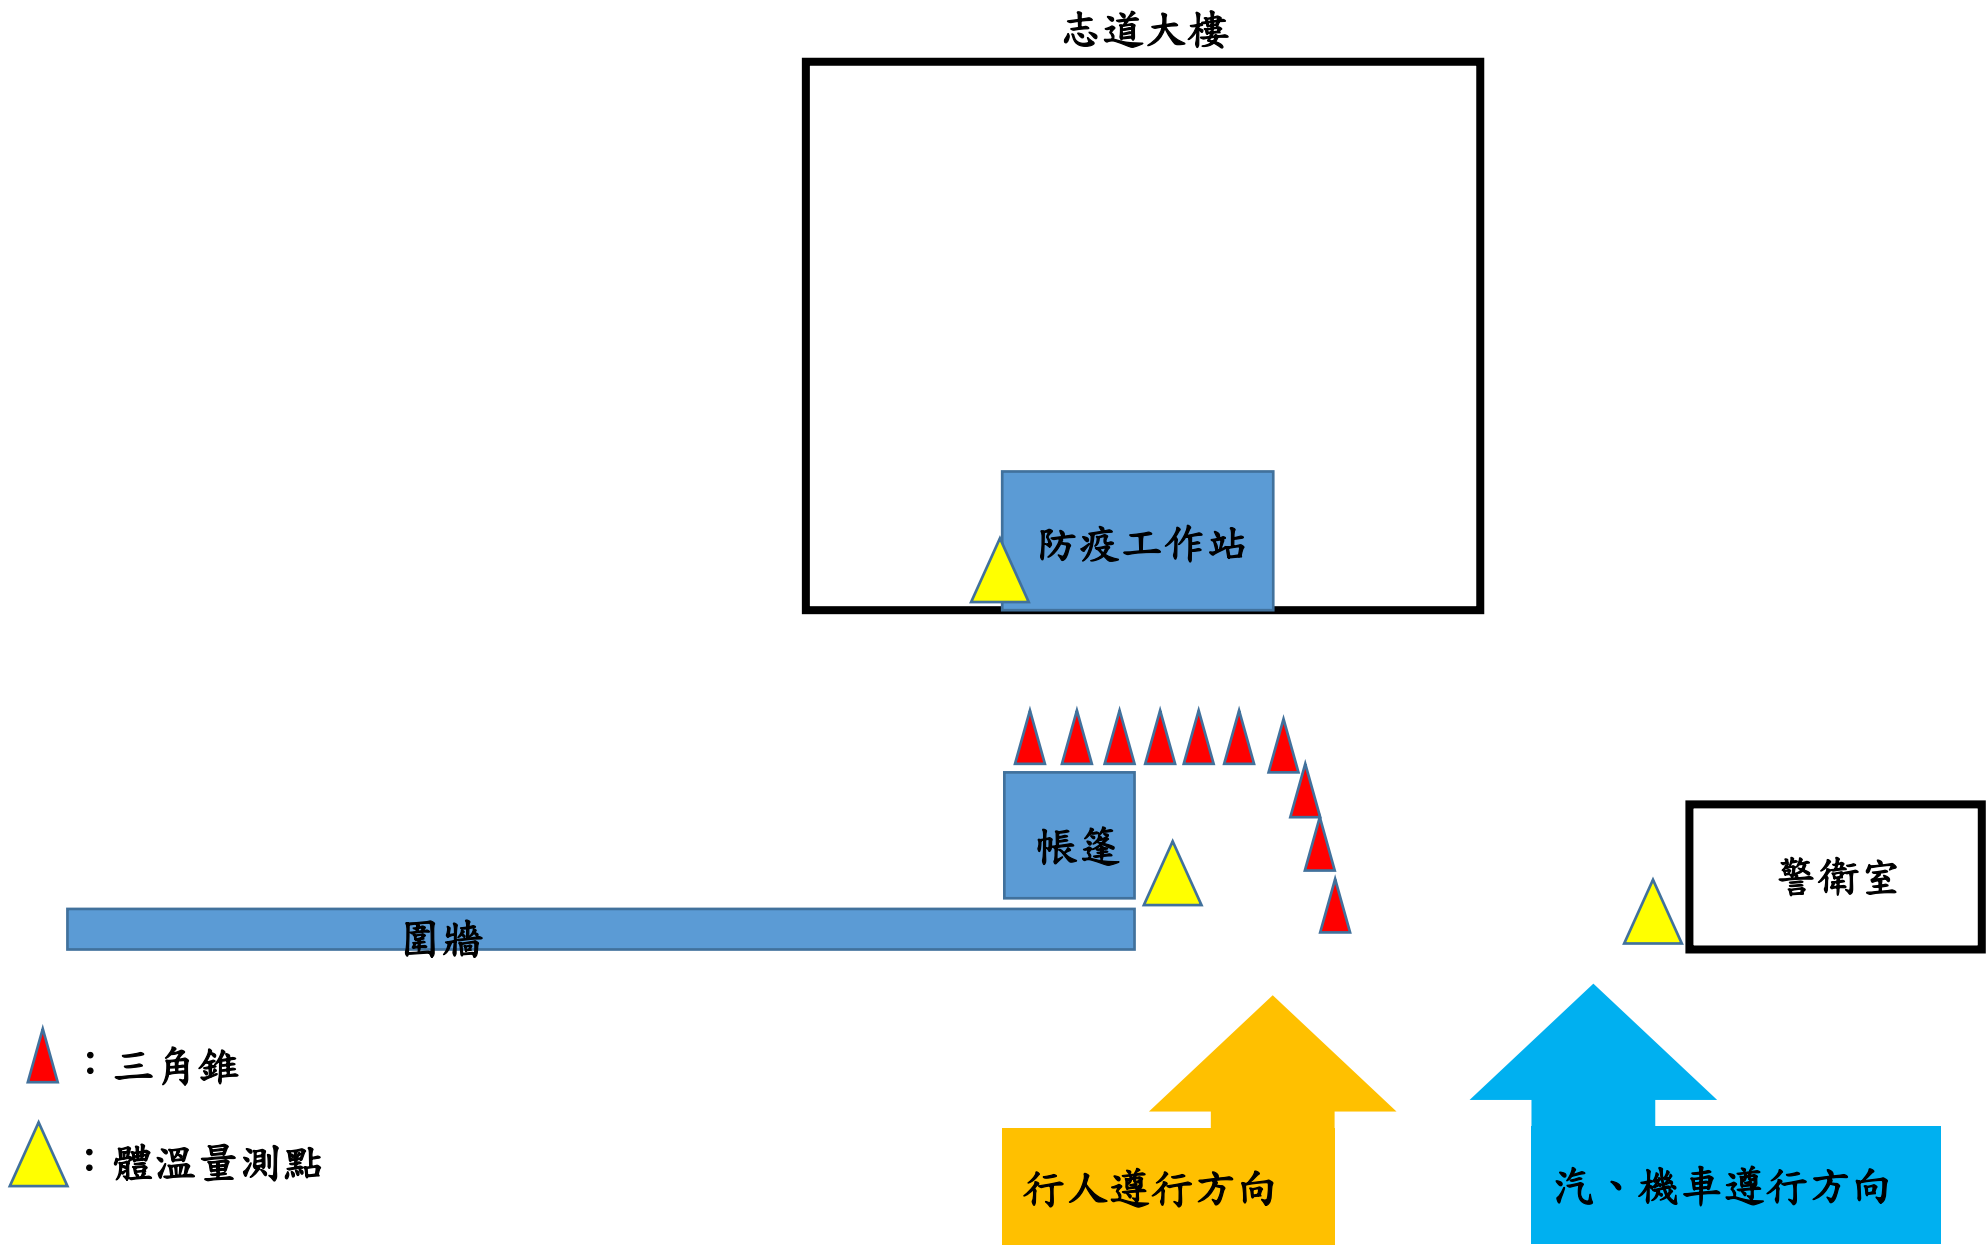 志道大樓
防疫工作站
帳篷
警衛室
圍牆
：三角錐
：體溫量測點
行人遵行方向
汽、機車遵行方向